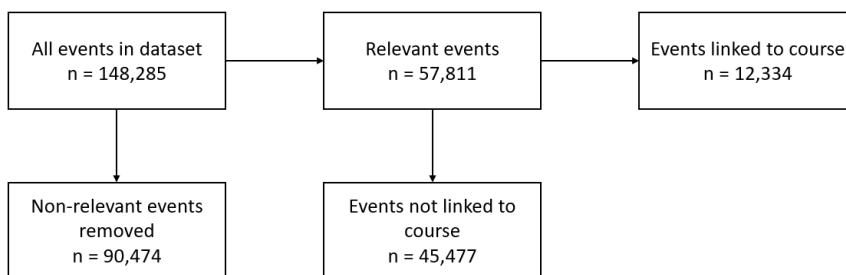 All events in dataset
n = 148,285
Relevant events
n = 57,811
Events linked to course
n = 12,334
Non-relevant events
removed
n = 90,474
Events not linked to
course
n = 45,477